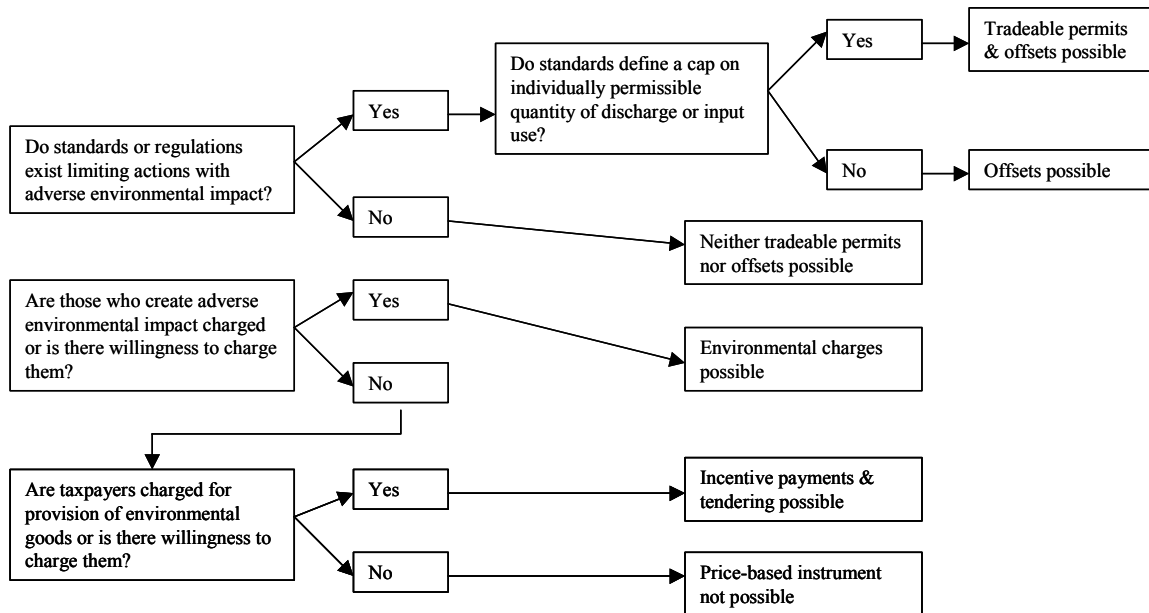 Do standards or regulations
exist limiting actions with
adverse environmental impact?
Yes
Do standards define a cap on
individually permissible
quantity of discharge or input
use?
Yes
Tradeable permits
& offsets possible
No
Offsets possible
No
Neither tradeable permits
nor offsets possible
Are those who create adverse
environmental impact charged
or is there willingness to charge
them?
Yes
Environmental charges
possible
No
Are taxpayers charged for
provision of environmental
goods or is there willingness to
charge them?
Yes
Incentive payments &
tendering possible
No
Price-based instrument
not possible